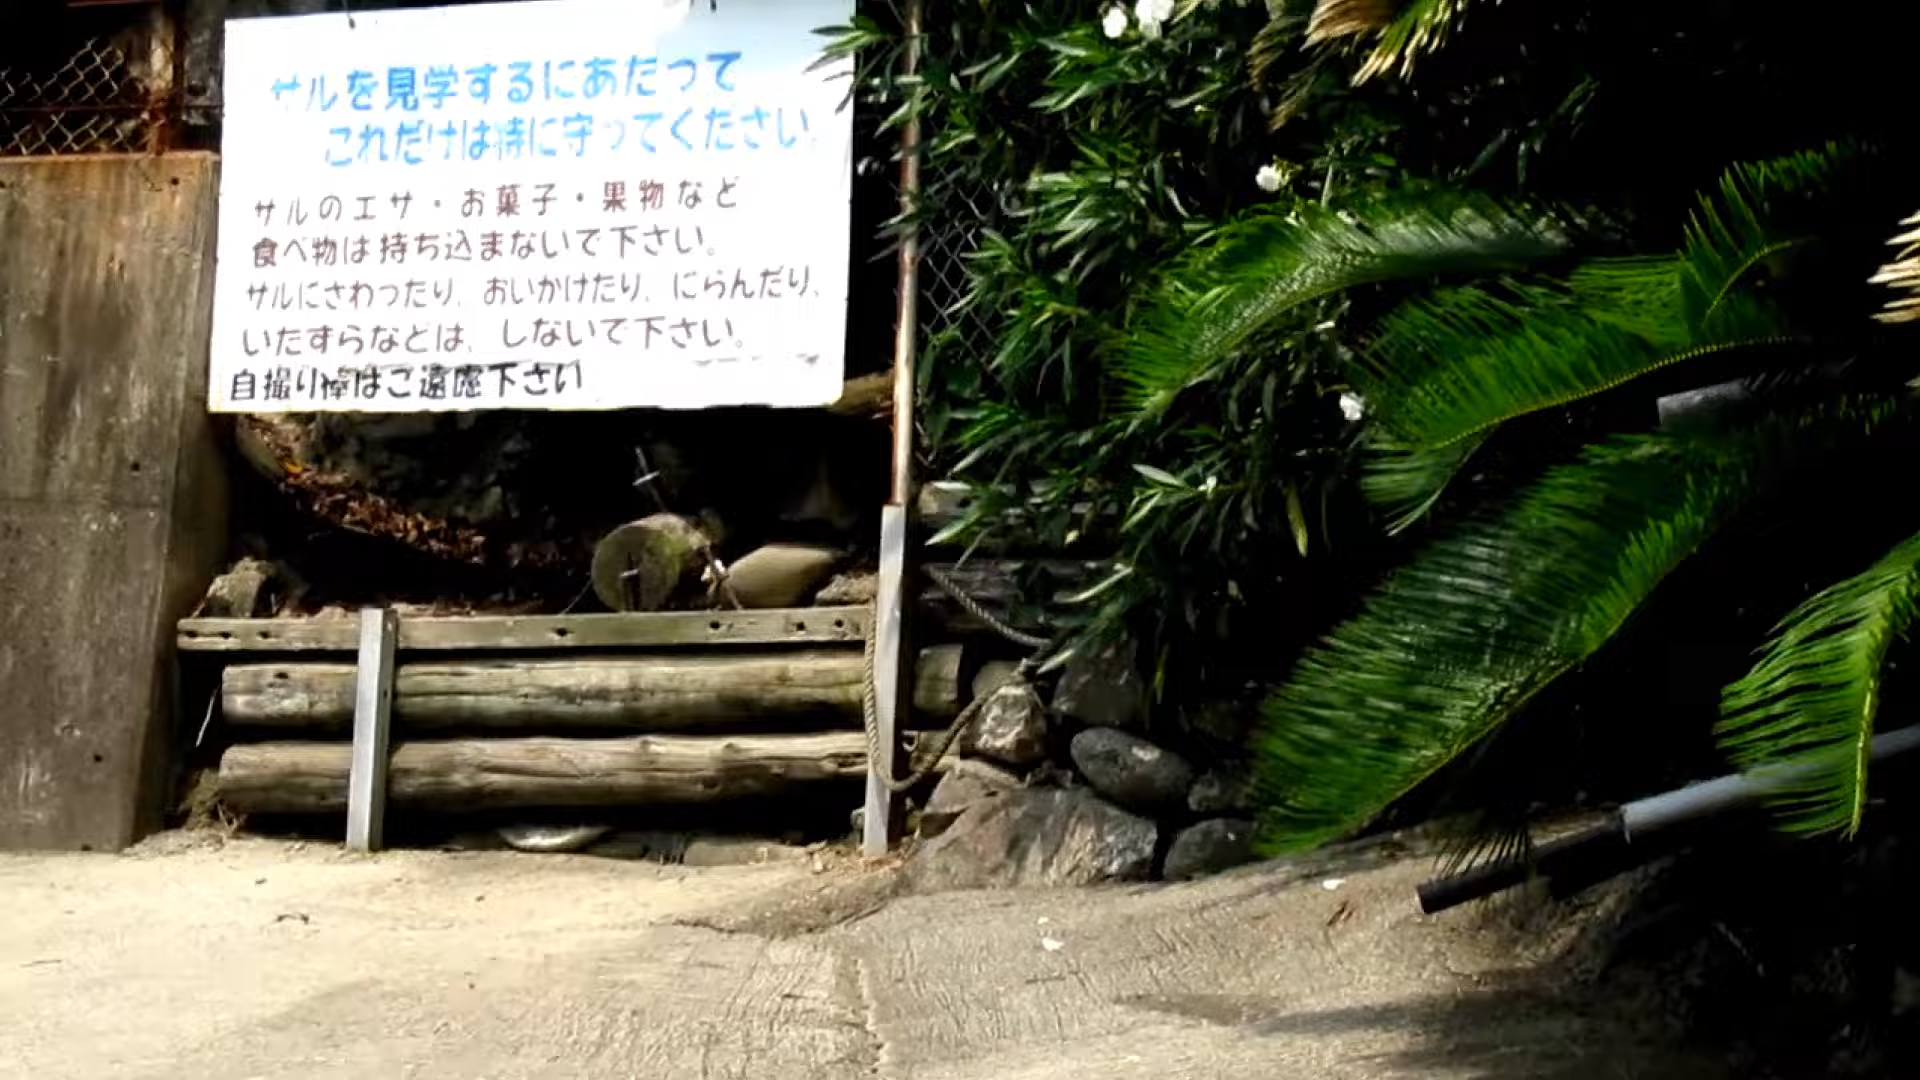 サルを見学するにあたって
これだけは特に守ってください。
サルのエサ・お菓子・果物など
食べ物は持ち込まないで下さい。
サルにさわったり、おいかけたり、にらんだり、
いたずらなどは、しないで下さい。
自撮り棒はご遠慮下さい